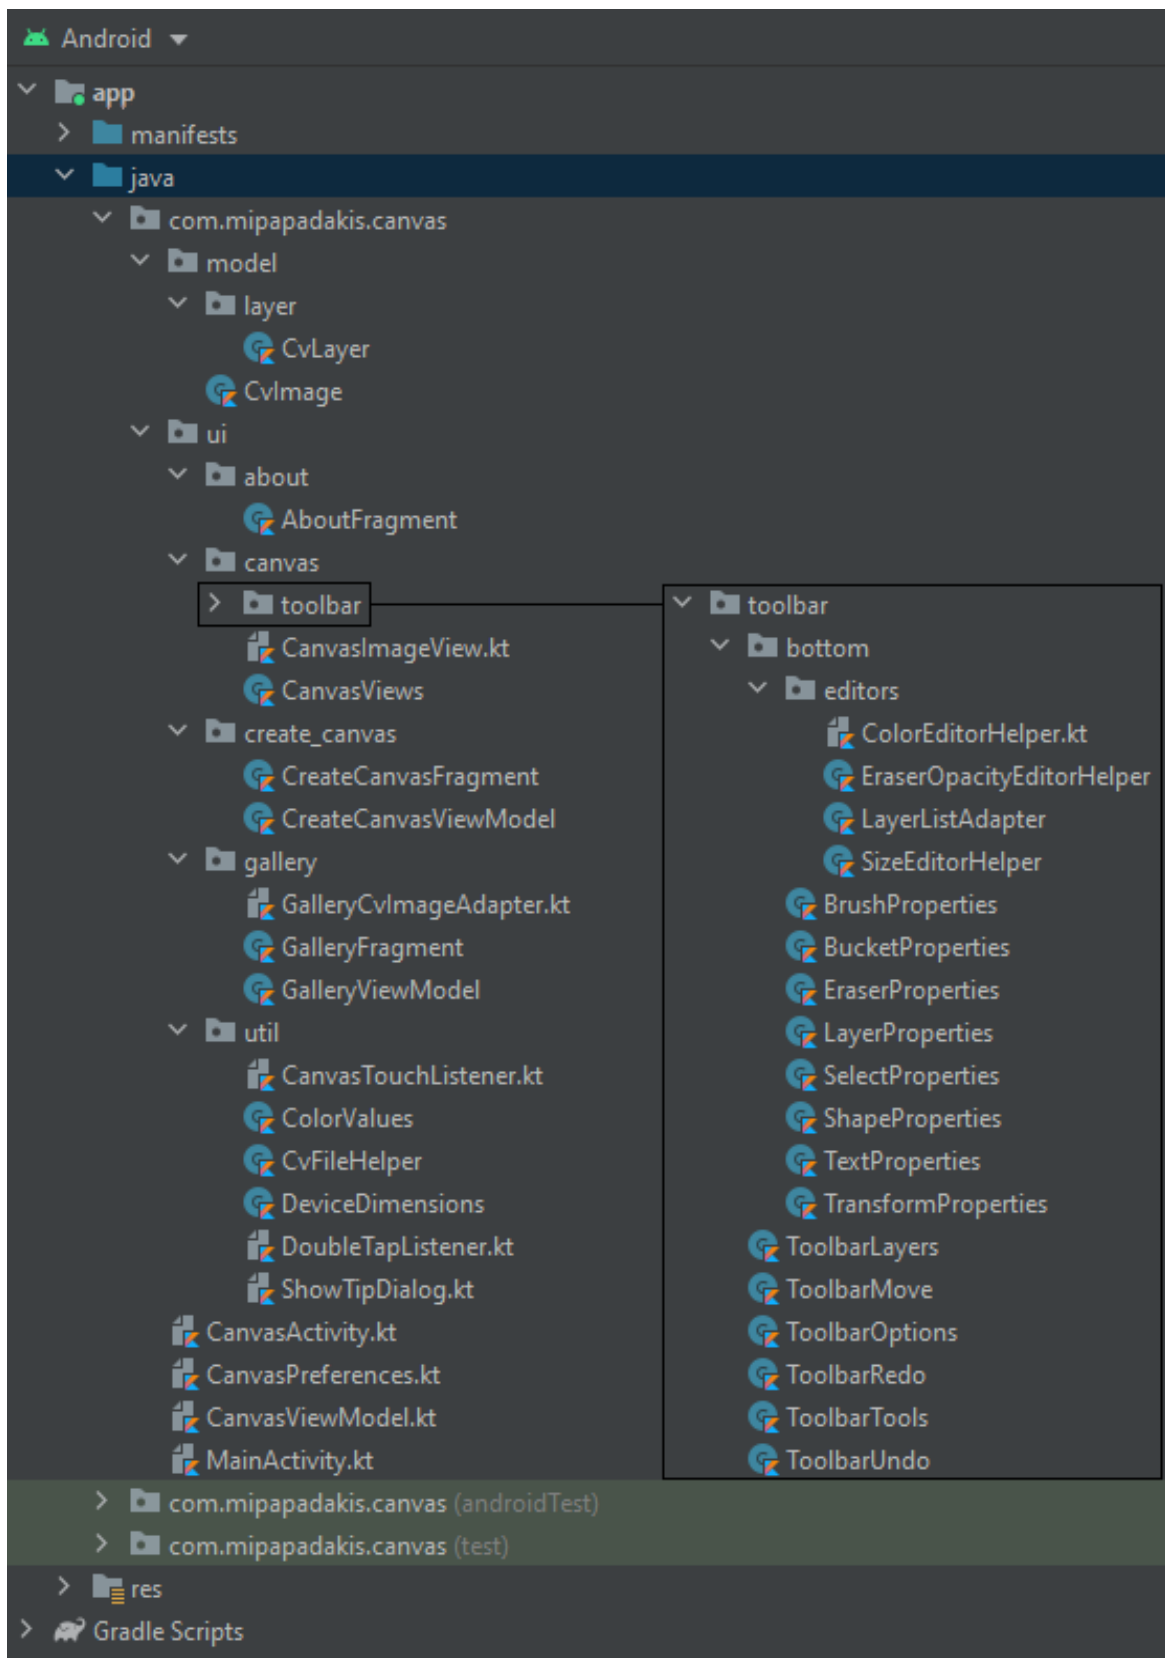 Android
app
manifests
java
com.mipapadakis.canvas
model
layer
CvLayer
CvImage
ui
about
AboutFragment
canvas
toolbar
CanvasImageView.kt
CanvasViews
create_canvas
CreateCanvasFragment
CreateCanvasViewModel
gallery
GalleryCvImageAdapter.kt
GalleryFragment
GalleryViewModel
util
CanvasTouchListener.kt
ColorValues
CvFileHelper
DeviceDimensions
DoubleTapListener.kt
ShowTipDialog.kt
CanvasActivity.kt
CanvasPreferences.kt
CanvasViewModel.kt
MainActivity.kt
com.mipapadakis.canvas (androidTest)
com.mipapadakis.canvas (test)
res
Gradle Scripts
toolbar
bottom
editors
ColorEditorHelper.kt
EraserOpacityEditorHelper
LayerListAdapter
SizeEditorHelper
BrushProperties
BucketProperties
EraserProperties
LayerProperties
SelectProperties
ShapeProperties
TextProperties
TransformProperties
ToolbarLayers
ToolbarMove
ToolbarOptions
ToolbarRedo
ToolbarTools
ToolbarUndo